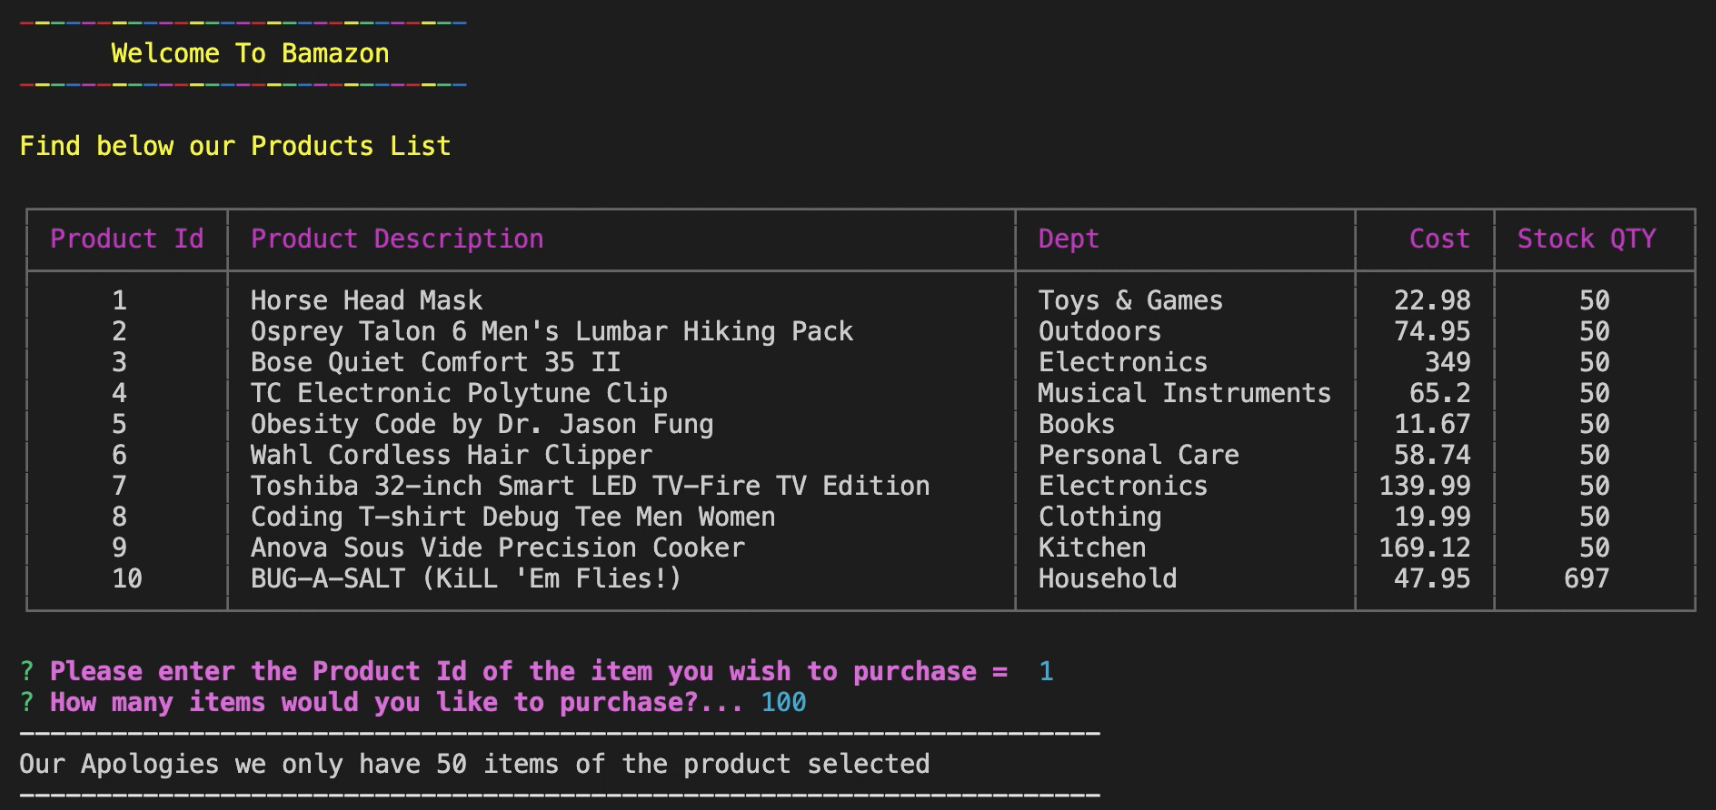 Welcome To Bamazon
Find below our Products List
Product Id Product Description Dept Cost Stock QTY
1 Horse Head Mask Toys & Games 22.98 50
2 Osprey Talon 6 Men's Lumbar Hiking Pack Outdoors 74.95 50
3 Bose Quiet Comfort 35 II Electronics 349 50
4 TC Electronic Polytune Clip Musical Instruments 65.2 50
5 Obesity Code by Dr. Jason Fung Books 11.67 50
6 Wahl Cordless Hair Clipper Personal Care 58.74 50
7 Toshiba 32-inch Smart LED TV-Fire TV Edition Electronics 139.99 50
8 Coding T-shirt Debug Tee Men Women Clothing 19.99 50
9 Anova Sous Vide Precision Cooker Kitchen 169.12 50
10 BUG-A-SALT (KiLL 'Em Flies!) Household 47.95 697
? Please enter the Product Id of the item you wish to purchase = 1
? How many items would you like to purchase?... 100
Our Apologies we only have 50 items of the product selected